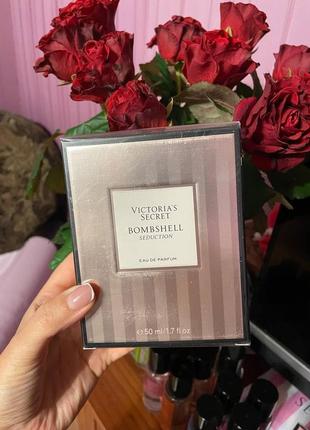 VICTORIA'S
SECRET
BOMBSHELL
SEDUCTION
EAU DE PARFUM
℮ 50 ml/1.7 fl oz